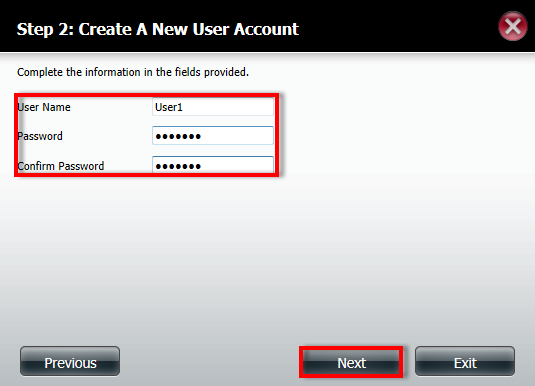 Step 2: Create A New User Account
Complete the information in the fields provided.
User Name User1
Password •••••••
Confirm Password •••••••
Previous Next Exit